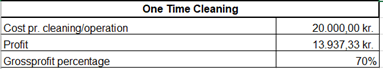 One Time Cleaning
Cost pr. cleaning/operation 20.000,00 kr.
Profit 13.937,33 kr.
Grossprofit percentage 70%